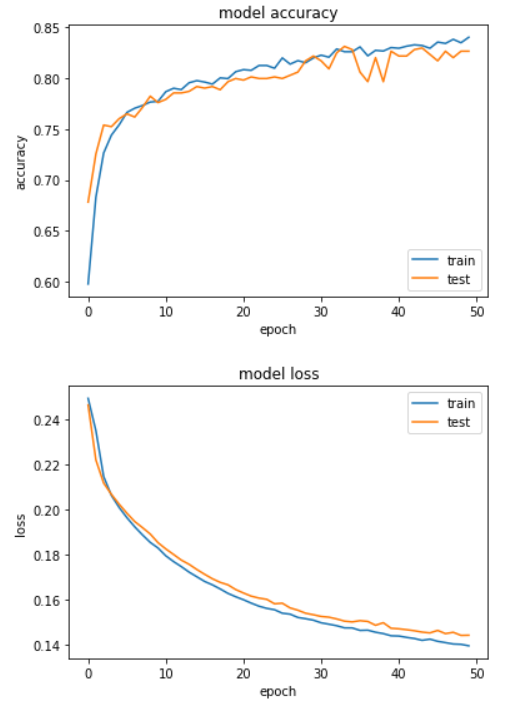 model accuracy
0.85
0.80
0.75
0.70
0.65
0.60
accuracy
0 10 20 30 40 50
epoch
train
test
model loss
0.24
0.22
0.20
0.18
0.16
0.14
loss
0 10 20 30 40 50
epoch
train
test